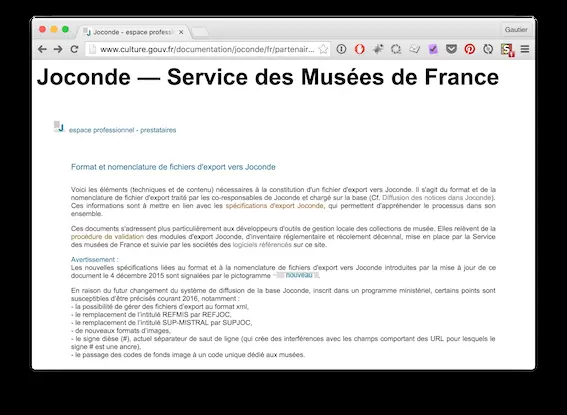 Joconde - espace professi
Gautier
www.culture.gouv.fr/documentation/joconde/fr/partenair...
Joconde — Service des Musées de France
espace professionnel - prestataires
Format et nomenclature de fichiers d'export vers Joconde
Voici les éléments (techniques et de contenu) nécessaires à la constitution d'un fichier d'export vers Joconde. Il s'agit du format et de la
nomenclature de fichier d'export traité par les co-responsables de Joconde et chargé sur la base (Cf. Diffusion des notices dans Joconde).
Ces informations sont à mettre en lien avec les spécifications d'export Joconde, qui permettent d'appréhender le processus dans son
ensemble.
Ces documents s'adressent plus particulièrement aux développeurs d'outils de gestion locale des collections de musée. Elles relèvent de la
procédure de validation des modules d'export Joconde, d'inventaire réglementaire et récolement décennal, mise en place par le Service
des musées de France et suivie par les sociétés des logiciels référencés sur ce site.
Avertissement :
Les nouvelles spécifications liées au format et à la nomenclature de fichiers d'export vers Joconde introduites par la mise à jour de ce
document le 4 décembre 2015 sont signalées par le pictogramme nouveau .
En raison du futur changement du système de diffusion de la base Joconde, inscrit dans un programme ministériel, certains points sont
susceptibles d'être précisés courant 2016, notamment :
- la possibilité de gérer des fichiers d'export au format xml,
- le remplacement de l'intitulé REFMIS par REFJOC,
- le remplacement de l'intitulé SUP-MISTRAL par SUPJOC,
- de nouveaux formats d'images,
- le signe dièse (#), actuel séparateur de saut de ligne (qui crée des interférences avec les champs comportant des URL pour lesquels le
signe # est une ancre),
- le passage des codes de fonds image à un code unique dédié aux musées.